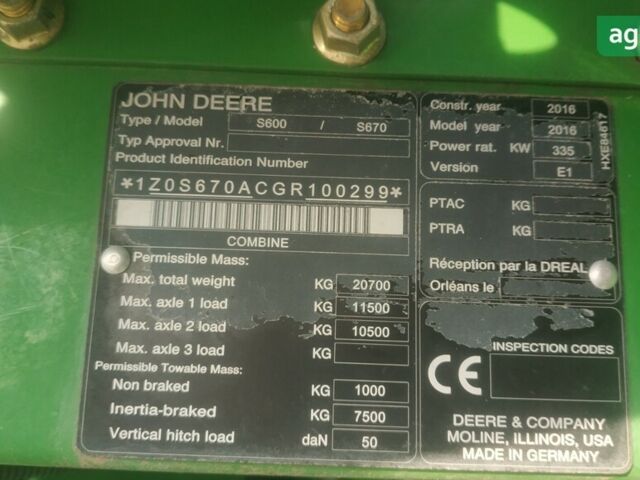 ag
JOHN DEERE
Type / Model S600 / S670
Typ Approval Nr.
Product Identification Number
*1Z0S670ACGR100299*
COMBINE
Permissible Mass:
Max. total weight KG 20700
Max. axle 1 load KG 11500
Max. axle 2 load KG 10500
Max. axle 3 load KG
Permissible Towable Mass:
Non braked KG 1000
Inertia-braked KG 7500
Vertical hitch load daN 50
Constr. year 2016
Model year 2016
Power rat. KW 335
Version E1
HXE84617
PTAC KG
PTRA KG
Réception par la DREAL
Orléans le
INSPECTION CODES
CE
DEERE & COMPANY
MOLINE, ILLINOIS, USA
MADE IN GERMANY